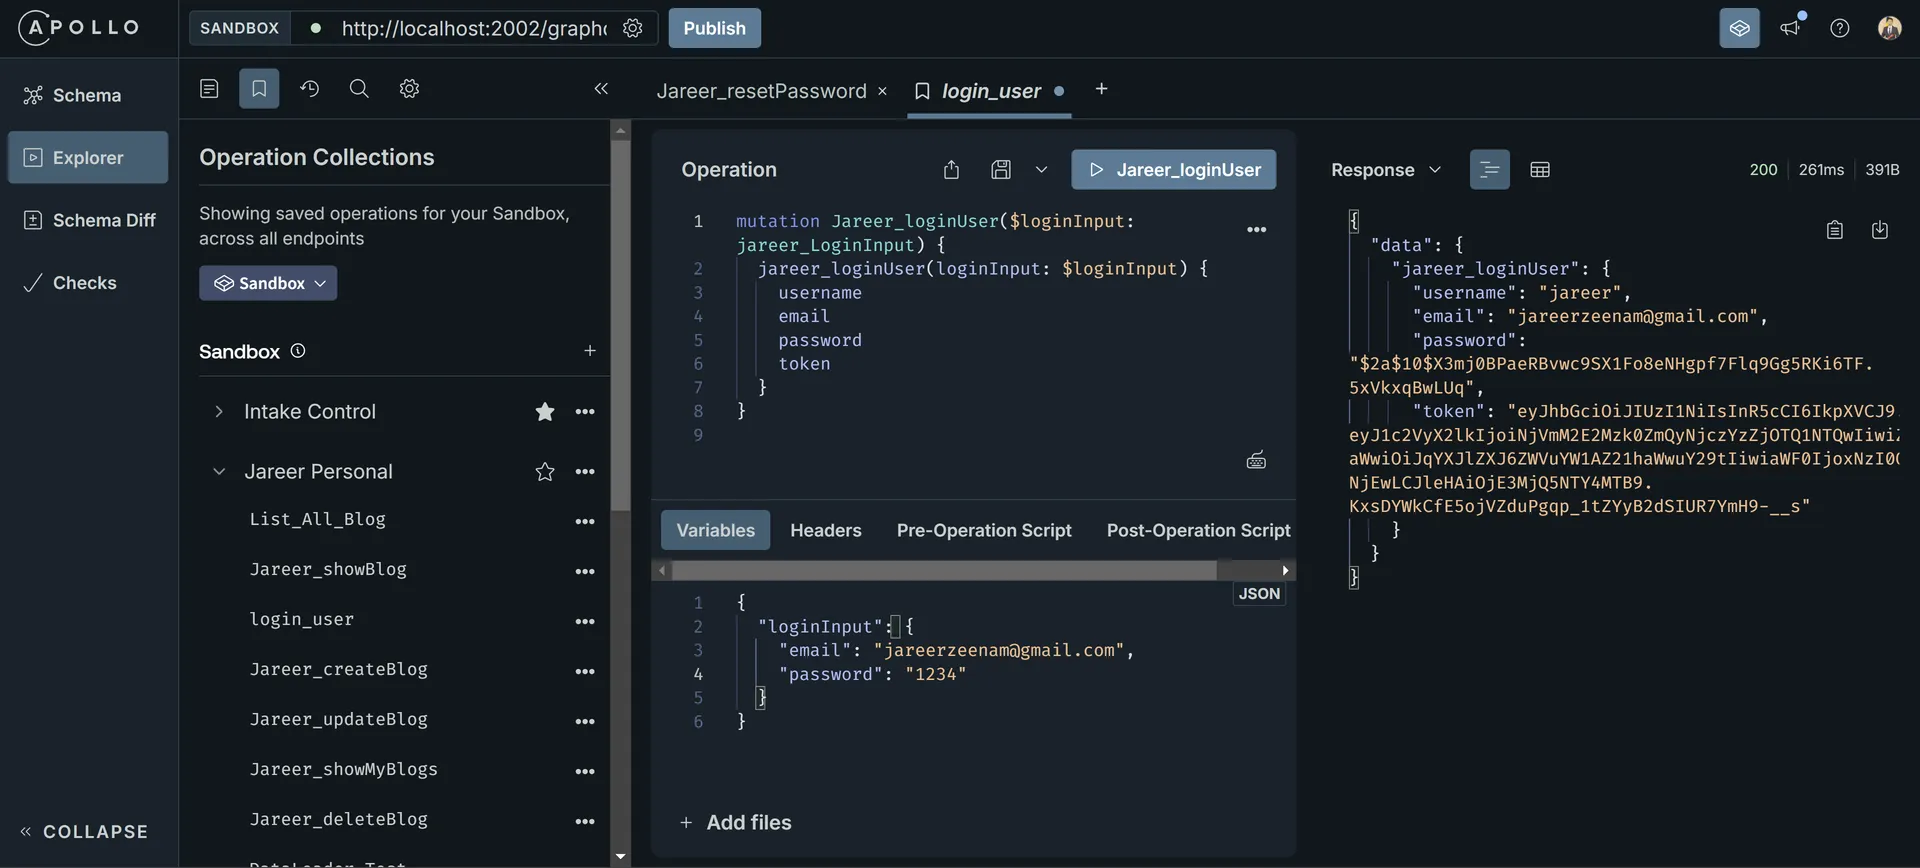 APOLLO
SANDBOX
http://localhost:2002/graph
Publish
Schema
Explorer
Schema Diff
Checks
COLLAPSE
Operation Collections
Showing saved operations for your Sandbox,
across all endpoints
Sandbox
Sandbox
Intake Control
Jareer Personal
List_All_Blog
Jareer_showBlog
login_user
Jareer_createBlog
Jareer_updateBlog
Jareer_showMyBlogs
Jareer_deleteBlog
Jareer_resetPassword
login_user
Operation
Jareer_loginUser
1 mutation Jareer_loginUser($loginInput:
jareer_LoginInput) {
2 jareer_loginUser(loginInput: $loginInput) {
3 username
4 email
5 password
6 token
7 }
8 }
9
Variables Headers Pre-Operation Script Post-Operation Script
JSON
1 {
2 "loginInput": {
3 "email": "jareerzeenam@gmail.com",
4 "password": "1234"
5 }
6 }
+ Add files
Response
200 261ms 391B
{
"data": {
"jareer_loginUser": {
"username": "jareer",
"email": "jareerzeenam@gmail.com",
"password":
"$2a$10$X3mj0BPaeRBvwc9SX1Fo8eNHgpf7Flq9Gg5RKi6TF.
5xVkxqBwLUq",
"token": "eyJhbGciOiJIUzI1NiIsInR5cCI6IkpXVCJ9.
eyJ1c2VyX2lkIjoiNjVmM2E2Mzk0ZmQyNjczYzZjOTQ1NTQwIiwiZ
aWwiOiJqYXJlZXJ6ZWVuYW1AZ21haWwuY29tIiwiaWF0IjoxNzI0O
NjEwLCJleHAiOjE3MjQ5NTY4MTB9.
KxsDYWkCfE5ojVZduPgqp_1tZYyB2dSIUR7YmH9-__s"
}
}
}